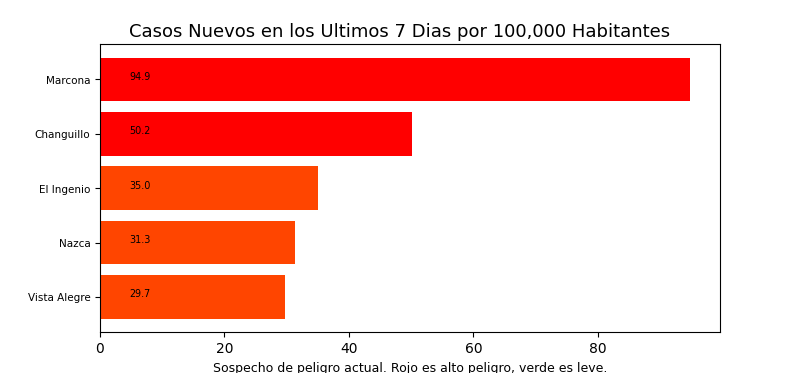 Casos Nuevos en los Ultimos 7 Dias por 100,000 Habitantes
Marcona 94.9
Changuillo 50.2
El Ingenio 35.0
Nazca 31.3
Vista Alegre 29.7
0 20 40 60 80
Sospecho de peligro actual. Rojo es alto peligro, verde es leve.